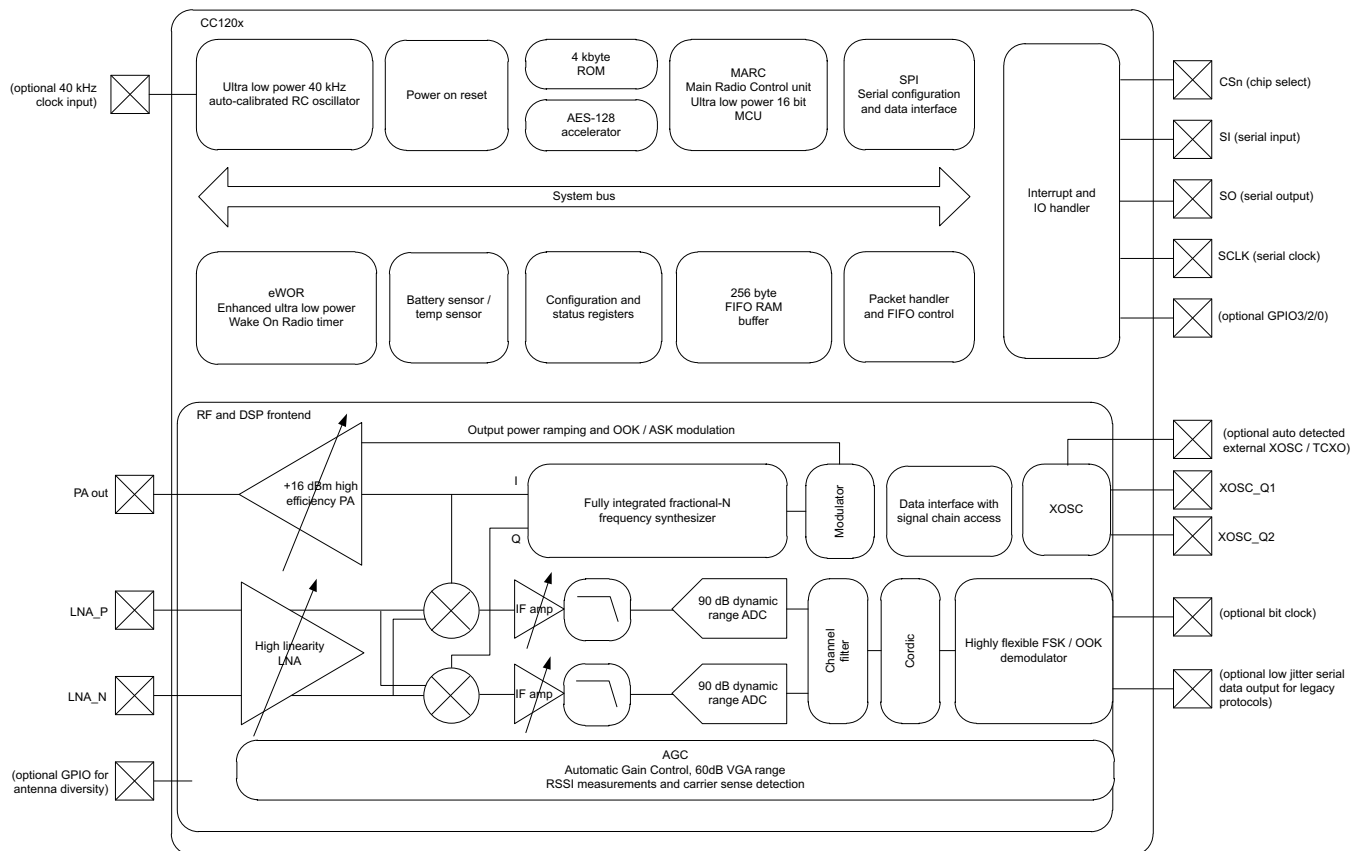 CC120x
(optional 40 kHz
clock input)
Ultra low power 40 kHz
auto-calibrated RC oscillator
Power on reset
4 kbyte
ROM
AES-128
accelerator
MARC
Main Radio Control unit
Ultra low power 16 bit
MCU
SPI
Serial configuration
and data interface
Interrupt and
IO handler
CSn (chip select)
SI (serial input)
SO (serial output)
SCLK (serial clock)
(optional GPIO3/2/0)
System bus
eWOR
Enhanced ultra low power
Wake On Radio timer
Battery sensor /
temp sensor
Configuration and
status registers
256 byte
FIFO RAM
buffer
Packet handler
and FIFO control
RF and DSP frontend
Output power ramping and OOK / ASK modulation
(optional auto detected
external XOSC / TCXO)
PA out
+16 dBm high
efficiency PA
I
Q
Fully integrated fractional-N
frequency synthesizer
Modulator
Data interface with
signal chain access
XOSC
XOSC_Q1
XOSC_Q2
LNA_P
LNA_N
High linearity
LNA
IF amp
90 dB dynamic
range ADC
IF amp
90 dB dynamic
range ADC
Channel
filter
Cordic
Highly flexible FSK / OOK
demodulator
(optional bit clock)
(optional low jitter serial
data output for legacy
protocols)
(optional GPIO for
antenna diversity)
AGC
Automatic Gain Control, 60dB VGA range
RSSI measurements and carrier sense detection